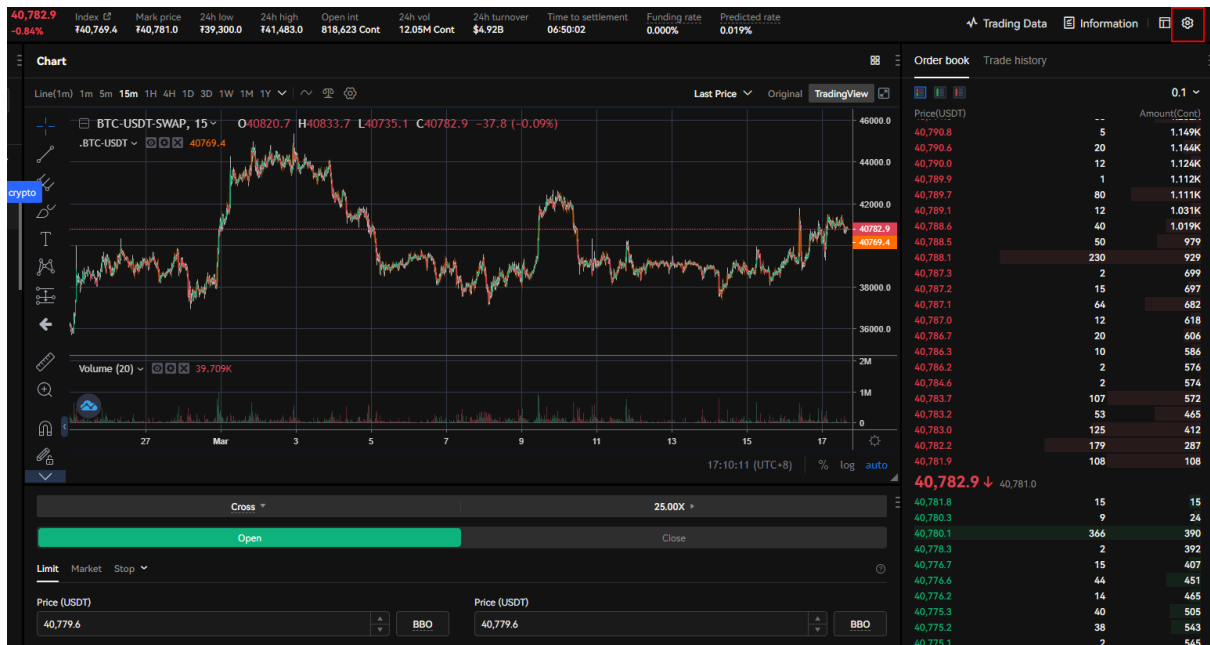 40,782.9 Index Mark price 24h low 24h high Open int 24h vol 24h turnover Time to settlement Funding rate Predicted rate
-0.84% ₮40,769.4 ₮40,781.0 ₮39,300.0 ₮41,483.0 818,623 Cont 12.05M Cont $4.92B 06:50:02 0.000% 0.019%
Trading Data Information
Chart
Line(1m) 1m 5m 15m 1H 4H 1D 3D 1W 1M 1Y Last Price Original TradingView
BTC-USDT-SWAP, 15 O40820.7 H40833.7 L40735.1 C40782.9 −37.8 (−0.09%)
.BTC-USDT 40769.4
crypto
46000.0
44000.0
42000.0
40782.9
40769.4
38000.0
36000.0
Volume (20) 39.709K
2M
1M
0
27 Mar 3 5 7 9 11 13 15 17
17:10:11 (UTC+8) % log auto
Cross 25.00X
Open Close
Limit Market Stop
Price (USDT) Price (USDT)
40,779.6 BBO 40,779.6 BBO
Order book Trade history
0.1
Price(USDT) Amount(Cont)
40,790.8 5 1.149K
40,790.6 20 1.144K
40,790.0 12 1.124K
40,789.9 1 1.112K
40,789.7 80 1.111K
40,789.1 12 1.031K
40,788.6 40 1.019K
40,788.5 50 979
40,788.1 230 929
40,787.3 2 699
40,787.2 15 697
40,787.1 64 682
40,787.0 12 618
40,786.7 20 606
40,786.3 10 586
40,786.2 2 576
40,784.6 2 574
40,783.7 107 572
40,783.2 53 465
40,783.0 125 412
40,782.2 179 287
40,781.9 108 108
40,782.9 ↓ 40,781.0
40,781.8 15 15
40,780.3 9 24
40,780.1 366 390
40,778.3 2 392
40,776.7 15 407
40,776.6 44 451
40,776.2 14 465
40,775.3 40 505
40,775.2 38 543
40,775.1 2 545